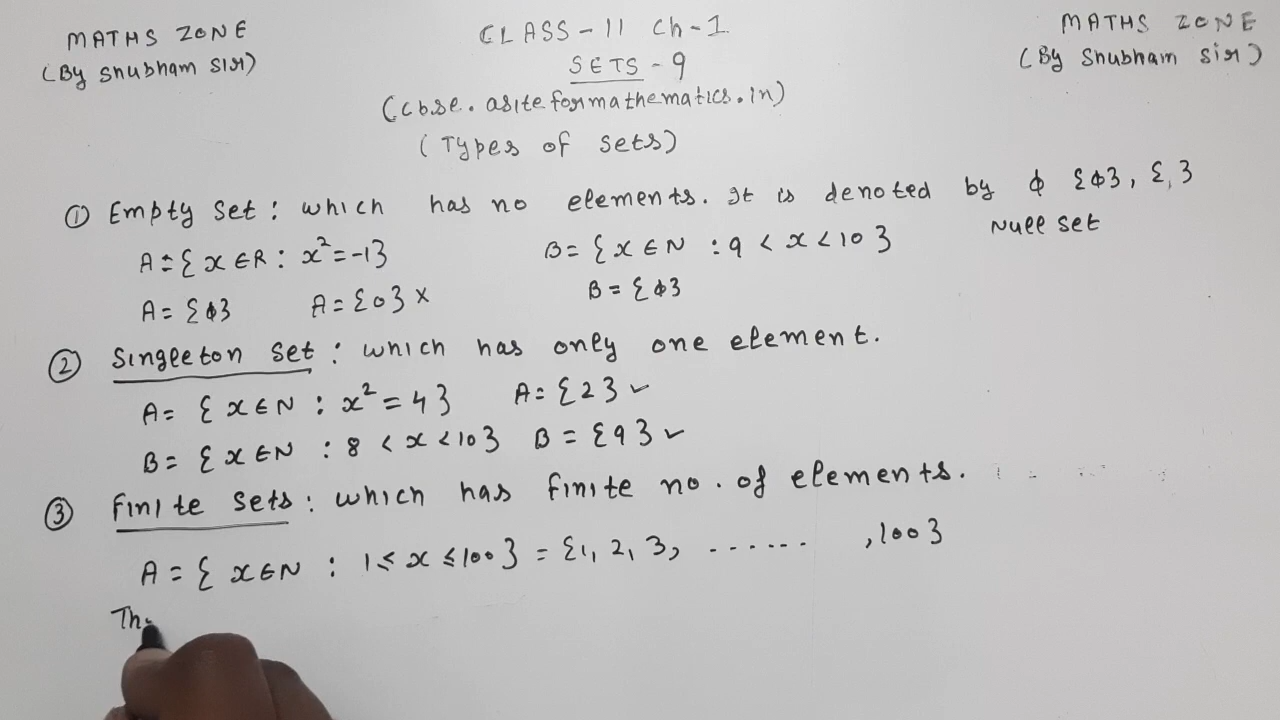 MATHS ZONE
(By Shubham Sir)
CLASS - 11 Ch-1
SETS - 9
(cbse.asiteformathematics.in)
(Types of sets)
MATHS ZONE
(By Shubham Sir)
① Empty Set : which has no elements. It is denoted by ϕ {ϕ}, { }
Null set
A = {x ∈ R : x² = -1}
B = {x ∈ N : 9 < x < 10}
A = {ϕ} A = {0} ×
B = {ϕ}
② Singleton Set : which has only one element.
A = {x ∈ N : x² = 4} A = {2} ✓
B = {x ∈ N : 8 < x < 10} B = {9} ✓
③ Finite Sets : which has finite no. of elements.
A = {x ∈ N : 1 ≤ x ≤ 100} = {1, 2, 3, ...... , 100}